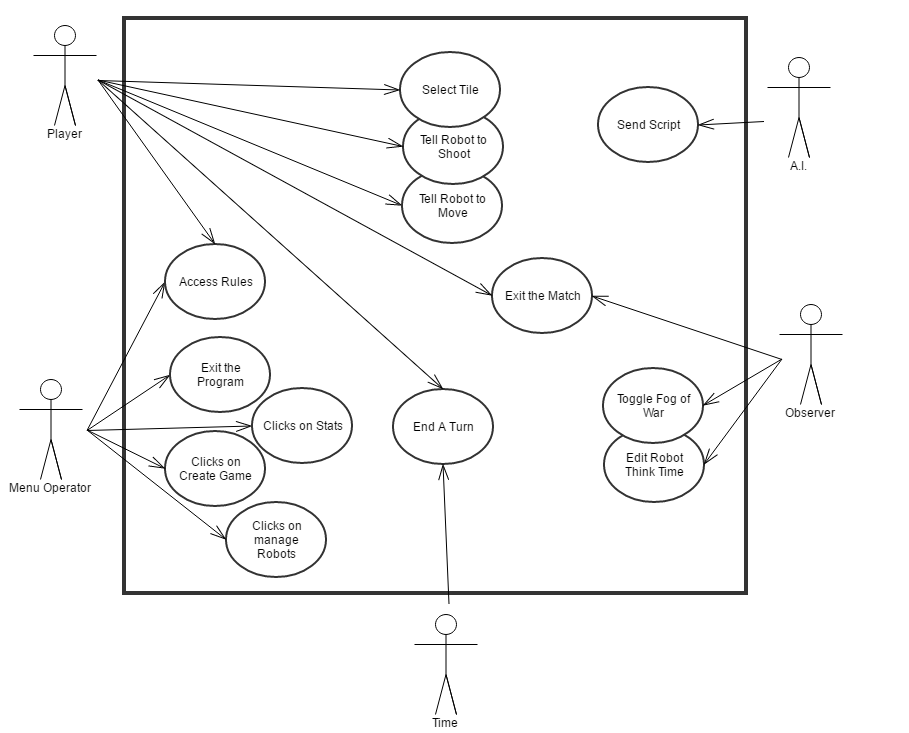 Player
Select Tile
Send Script
Tell Robot to
Shoot
A.I.
Tell Robot to
Move
Access Rules
Exit the Match
Exit the
Program
Toggle Fog of
War
Observer
Clicks on Stats
End A Turn
Menu Operator
Clicks on
Create Game
Edit Robot
Think Time
Clicks on
manage
Robots
Time